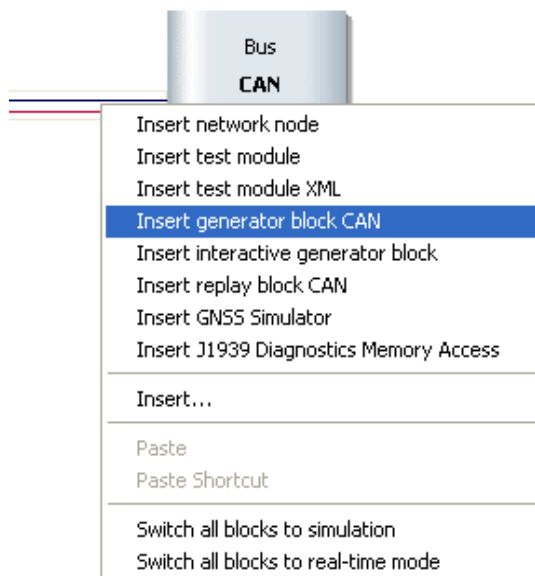 Bus
CAN
Insert network node
Insert test module
Insert test module XML
Insert generator block CAN
Insert interactive generator block
Insert replay block CAN
Insert GNSS Simulator
Insert J1939 Diagnostics Memory Access
Insert...
Paste
Paste Shortcut
Switch all blocks to simulation
Switch all blocks to real-time mode